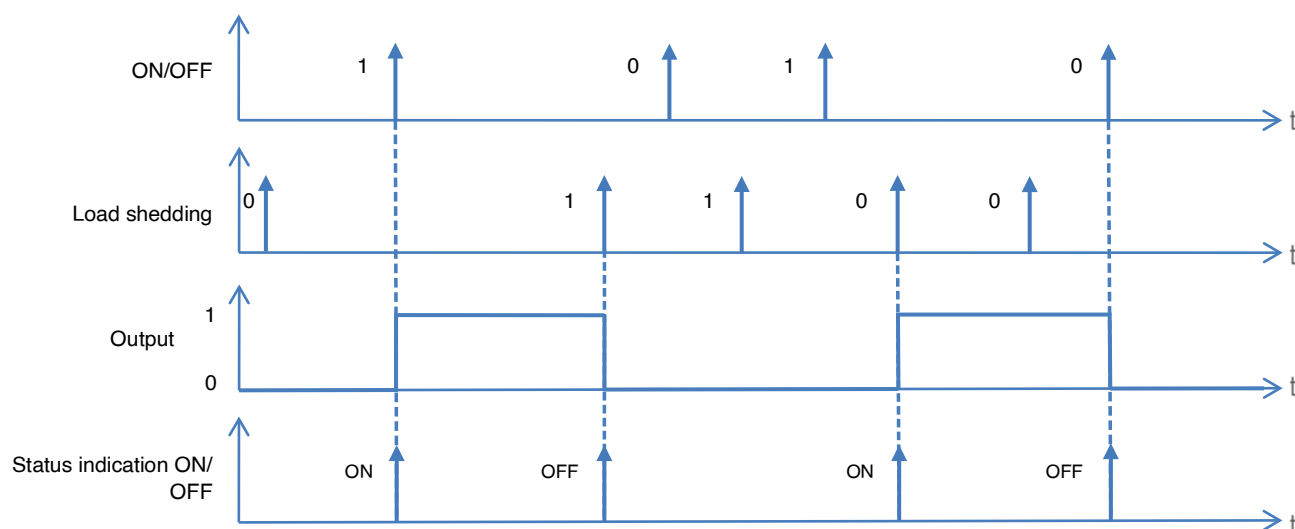 ON/OFF
1
0
1
0
t
Load shedding
0
1
1
0
0
t
Output
1
0
t
Status indication ON/
OFF
ON
OFF
ON
OFF
t